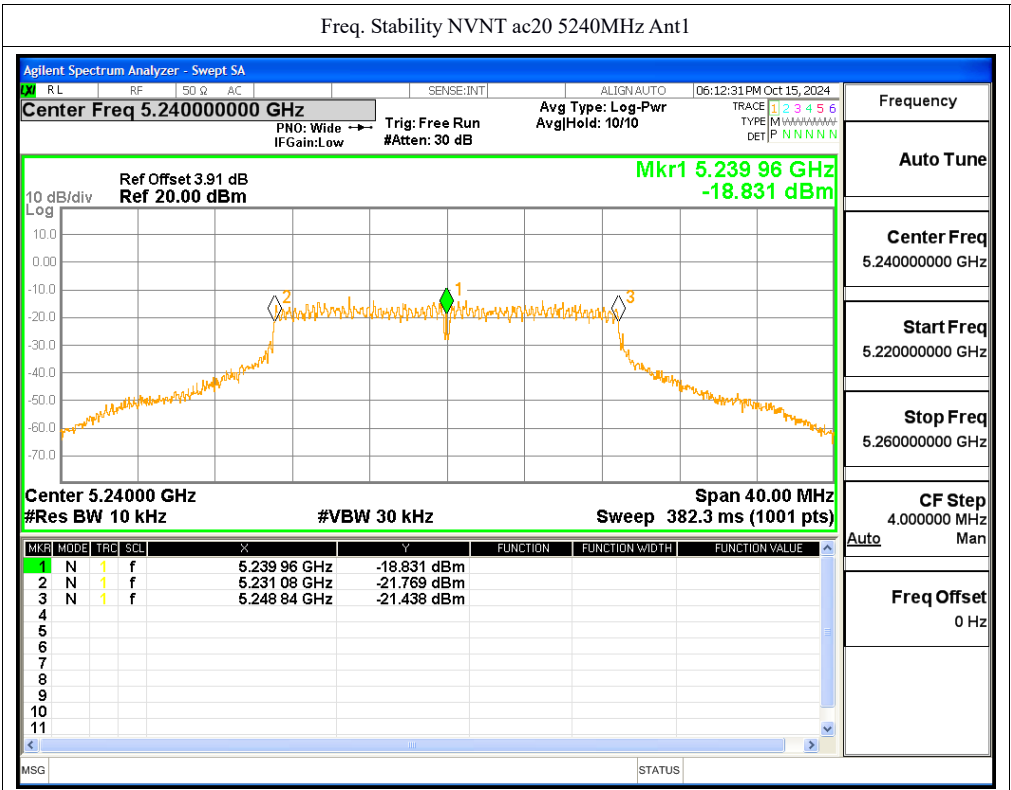 Freq. Stability NVNT ac20 5240MHz Ant1
Agilent Spectrum Analyzer - Swept SA
LXI RL RF 50 Ω AC SENSE:INT ALIGN AUTO 06:12:31 PM Oct 15, 2024
Center Freq 5.240000000 GHz
PNO: Wide
IFGain:Low
Trig: Free Run
#Atten: 30 dB
Avg Type: Log-Pwr
Avg|Hold: 10/10
TRACE 1 2 3 4 5 6
TYPE M WWWWW
DET P N N N N N
Mkr1 5.239 96 GHz
-18.831 dBm
Ref Offset 3.91 dB
10 dB/div Ref 20.00 dBm
Log
10.0
0.00
-10.0
-20.0
-30.0
-40.0
-50.0
-60.0
-70.0
1
2
3
Center 5.24000 GHz Span 40.00 MHz
#Res BW 10 kHz #VBW 30 kHz Sweep 382.3 ms (1001 pts)
MKR MODE TRC SCL X Y FUNCTION FUNCTION WIDTH FUNCTION VALUE
1 N 1 f 5.239 96 GHz -18.831 dBm
2 N 1 f 5.231 08 GHz -21.769 dBm
3 N 1 f 5.248 84 GHz -21.438 dBm
4
5
6
7
8
9
10
11
MSG STATUS
Frequency
Auto Tune
Center Freq
5.240000000 GHz
Start Freq
5.220000000 GHz
Stop Freq
5.260000000 GHz
CF Step
4.000000 MHz
Auto Man
Freq Offset
0 Hz